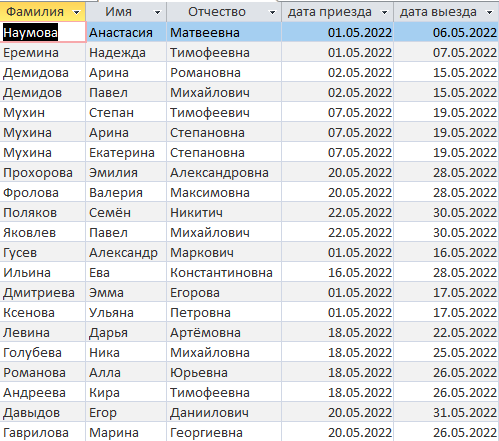 Фамилия Имя Отчество дата приезда дата выезда
Наумова Анастасия Матвеевна 01.05.2022 06.05.2022
Еремина Надежда Тимофеевна 01.05.2022 07.05.2022
Демидова Арина Романовна 02.05.2022 15.05.2022
Демидов Павел Михайлович 02.05.2022 15.05.2022
Мухин Степан Тимофеевич 07.05.2022 19.05.2022
Мухина Арина Степановна 07.05.2022 19.05.2022
Мухина Екатерина Степановна 07.05.2022 19.05.2022
Прохорова Эмилия Александровна 20.05.2022 28.05.2022
Фролова Валерия Максимовна 20.05.2022 28.05.2022
Поляков Семён Никитич 22.05.2022 30.05.2022
Яковлев Павел Михайлович 22.05.2022 30.05.2022
Гусев Александр Маркович 01.05.2022 16.05.2022
Ильина Ева Константиновна 16.05.2022 28.05.2022
Дмитриева Эмма Егорова 01.05.2022 17.05.2022
Ксенова Ульяна Петровна 01.05.2022 17.05.2022
Левина Дарья Артёмовна 18.05.2022 22.05.2022
Голубева Ника Михайловна 18.05.2022 25.05.2022
Романова Алла Юрьевна 18.05.2022 26.05.2022
Андреева Кира Тимофеевна 18.05.2022 26.05.2022
Давыдов Егор Даниилович 20.05.2022 31.05.2022
Гаврилова Марина Георгиевна 20.05.2022 26.05.2022